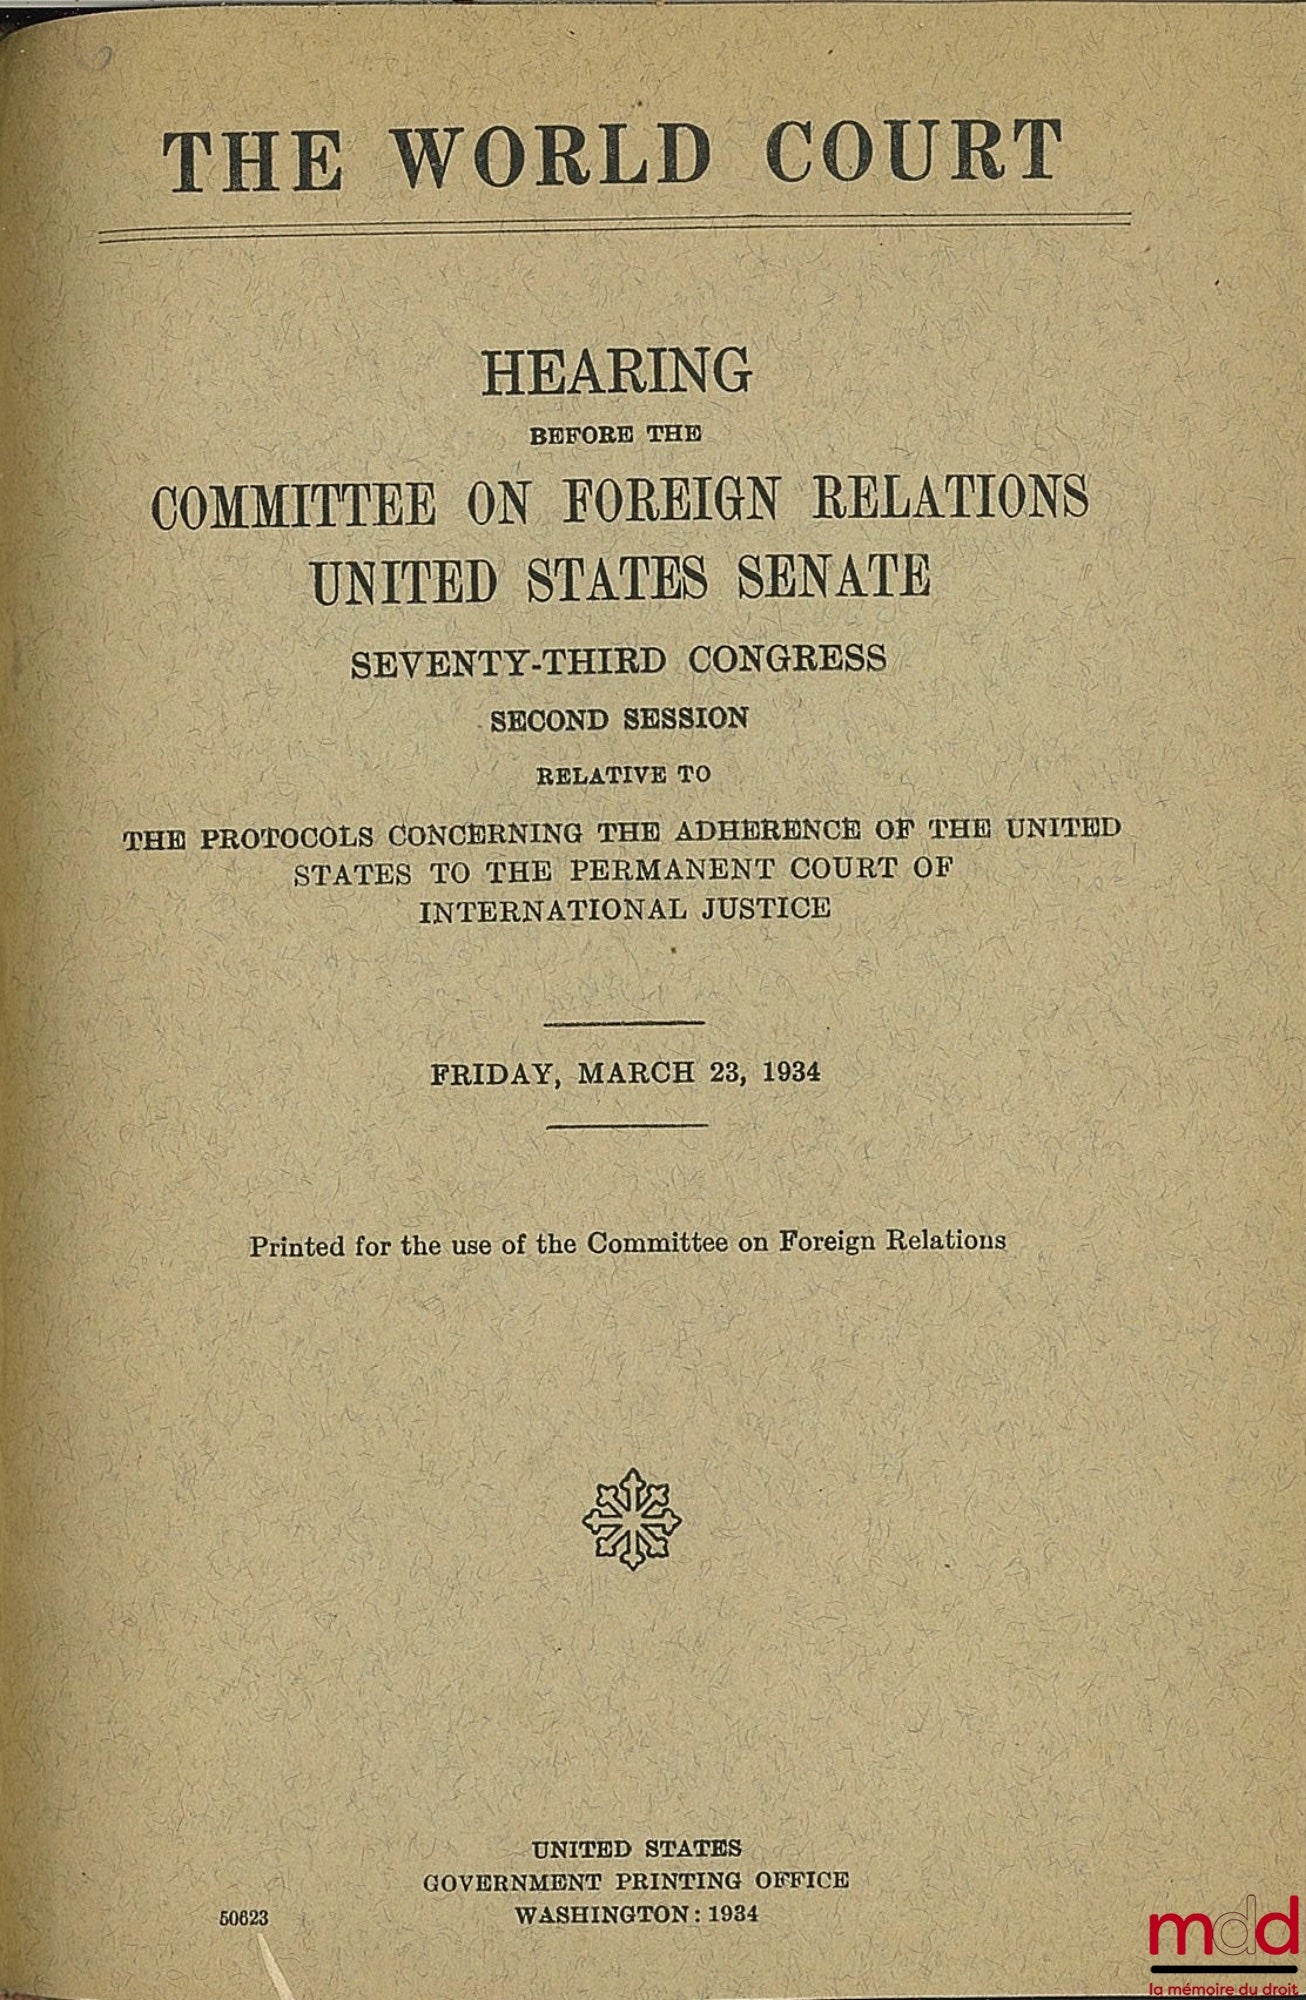 THE WORLD COURT
HEARING
BEFORE THE
COMMITTEE ON FOREIGN RELATIONS
UNITED STATES SENATE
SEVENTY-THIRD CONGRESS
SECOND SESSION
RELATIVE TO
THE PROTOCOLS CONCERNING THE ADHERENCE OF THE UNITED
STATES TO THE PERMANENT COURT OF
INTERNATIONAL JUSTICE
FRIDAY, MARCH 23, 1934
Printed for the use of the Committee on Foreign Relations
UNITED STATES
GOVERNMENT PRINTING OFFICE
50623 WASHINGTON : 1934
mdd
la mémoire du droit